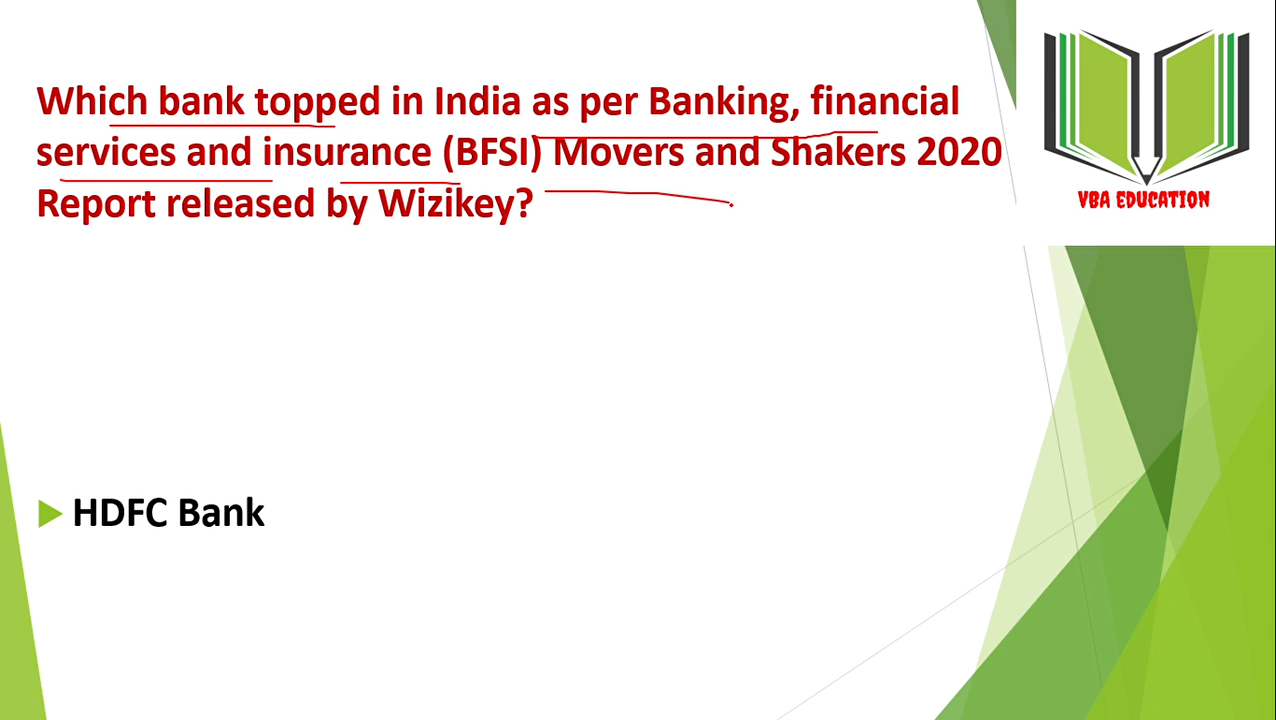 Which bank topped in India as per Banking, financial
services and insurance (BFSI) Movers and Shakers 2020
Report released by Wizikey?
VBA EDUCATION
HDFC Bank